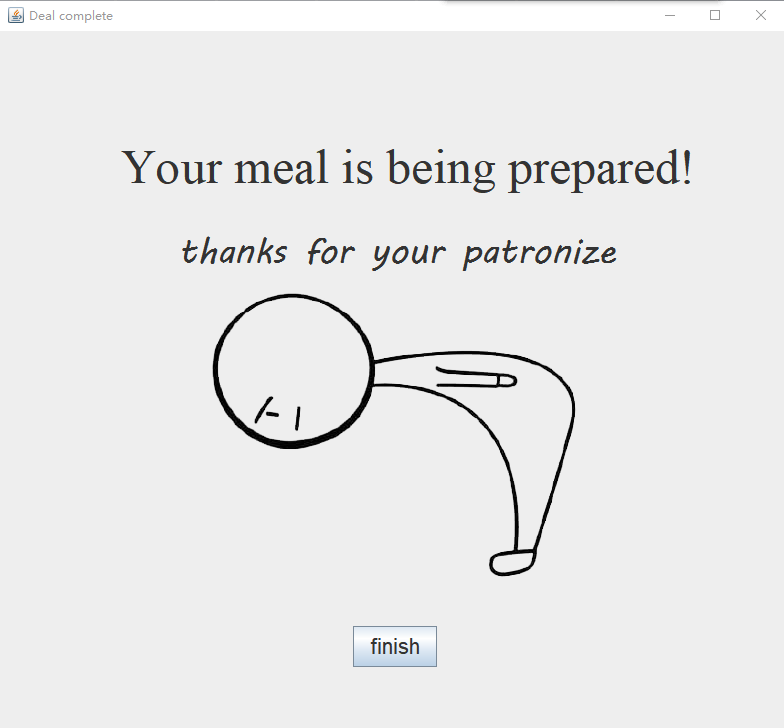 Deal complete
Your meal is being prepared!
thanks for your patronize
finish